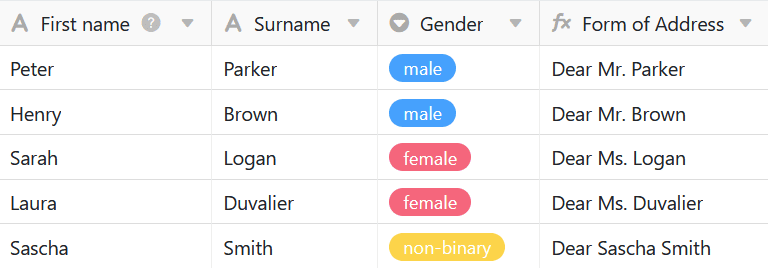 First name ? Surname Gender fx Form of Address
Peter Parker male Dear Mr. Parker
Henry Brown male Dear Mr. Brown
Sarah Logan female Dear Ms. Logan
Laura Duvalier female Dear Ms. Duvalier
Sascha Smith non-binary Dear Sascha Smith